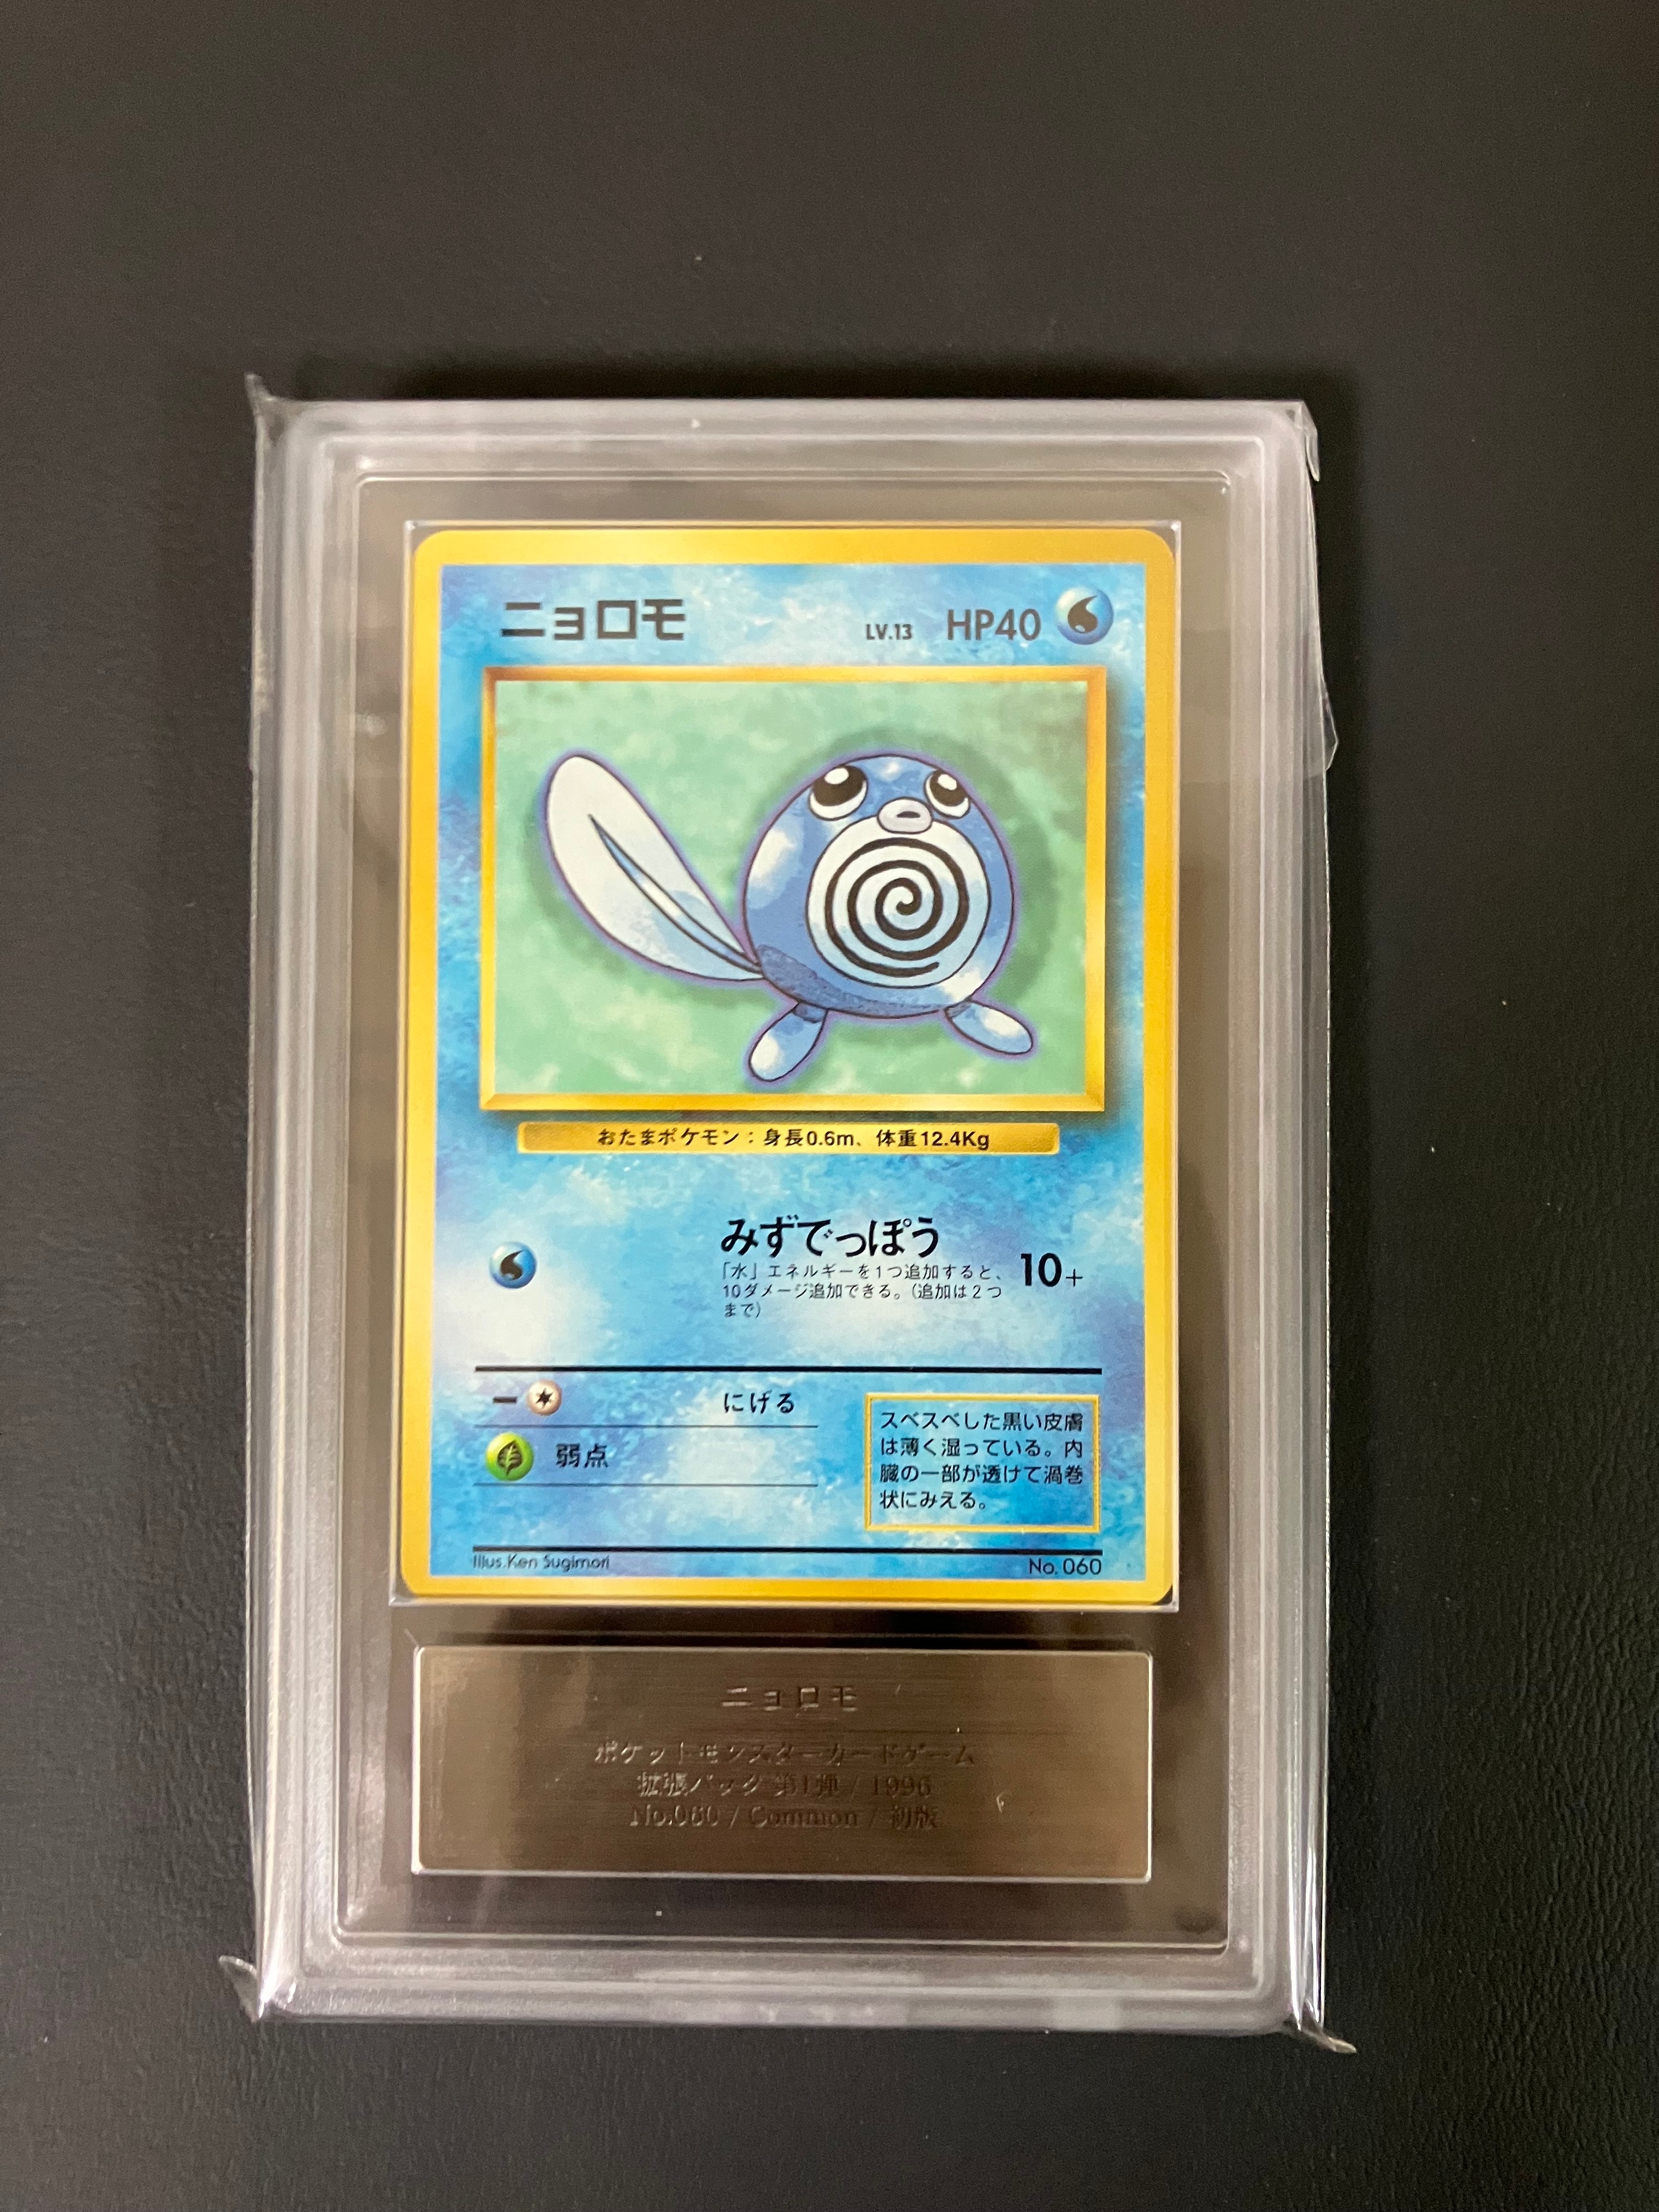 ニョロモ LV.13 HP40
おたまポケモン：身長0.6m、体重12.4Kg
みずでっぽう
「水」エネルギーを1つ追加すると、
10ダメージ追加できる。（追加は２つ
まで）
10+
にげる
弱点
スベスベした黒い皮膚
は薄く湿っている。内
臓の一部が透けて渦巻
状にみえる。
Illus.Ken Sugimori No. 060
ニョロモ
ポケットモンスターカードゲーム
拡張パック 第1弾 / 1996
No.060 / Common / 初版